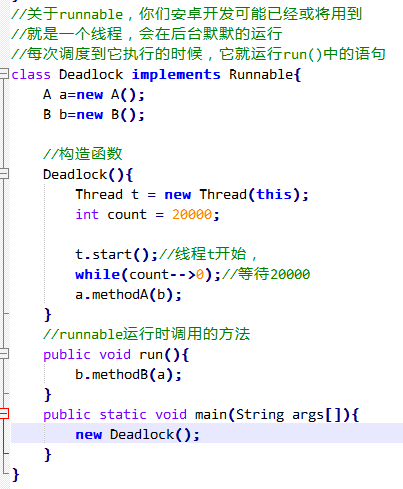 //关于runnable，你们安卓开发可能已经或将用到
//就是一个线程，会在后台默默的运行
//每次调度到它执行的时候，它就运行run()中的语句
class Deadlock implements Runnable{
    A a=new A();
    B b=new B();
    //构造函数
    Deadlock(){
        Thread t = new Thread(this);
        int count = 20000;
        t.start();//线程t开始，
        while(count-->0);//等待20000
        a.methodA(b);
    }
    //runnable运行时调用的方法
    public void run(){
        b.methodB(a);
    }
    public static void main(String args[]){
        new Deadlock();
    }
}